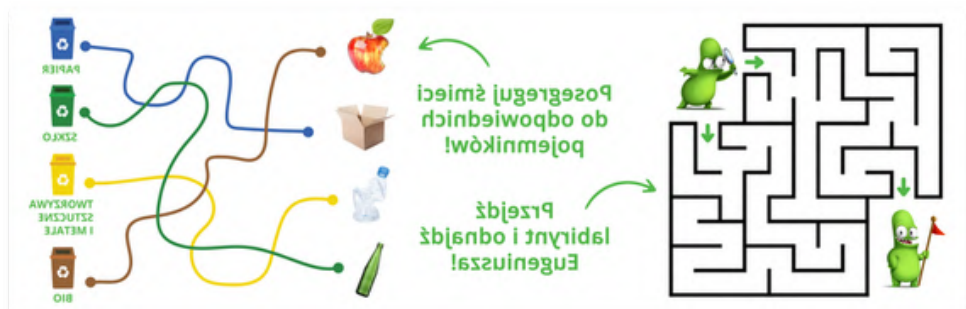 PAPIER
SZKŁO
TWORZYWA
SZTUCZNE
I METALE
BIO
Posegreguj śmieci
do odpowiednich
pojemników!
Przejdź
labirynt i odnajdź
Eugeniusza!